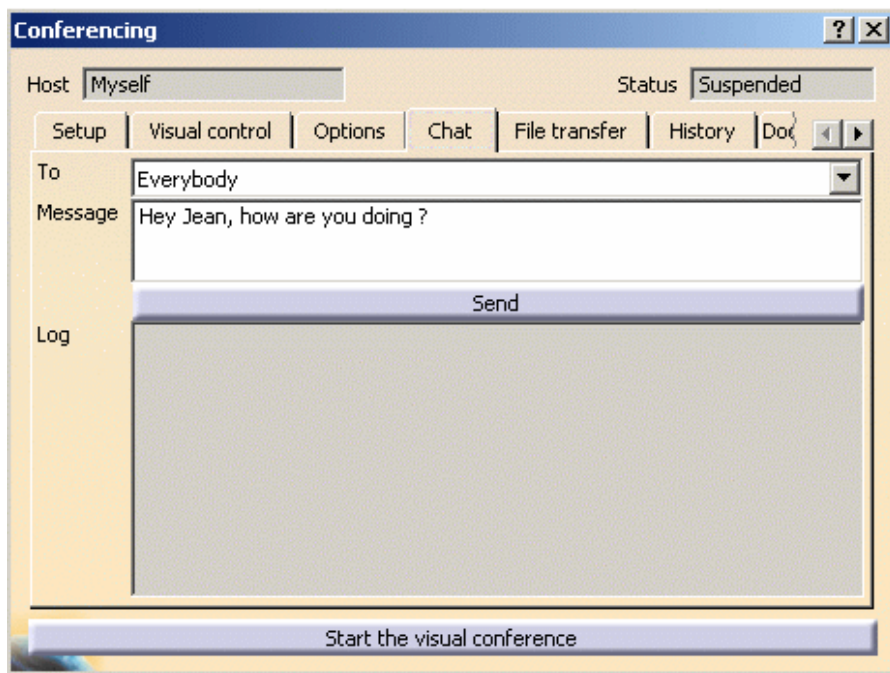 Conferencing
Host Myself Status Suspended
Setup Visual control Options Chat File transfer History
To Everybody
Message Hey Jean, how are you doing ?
Send
Log
Start the visual conference